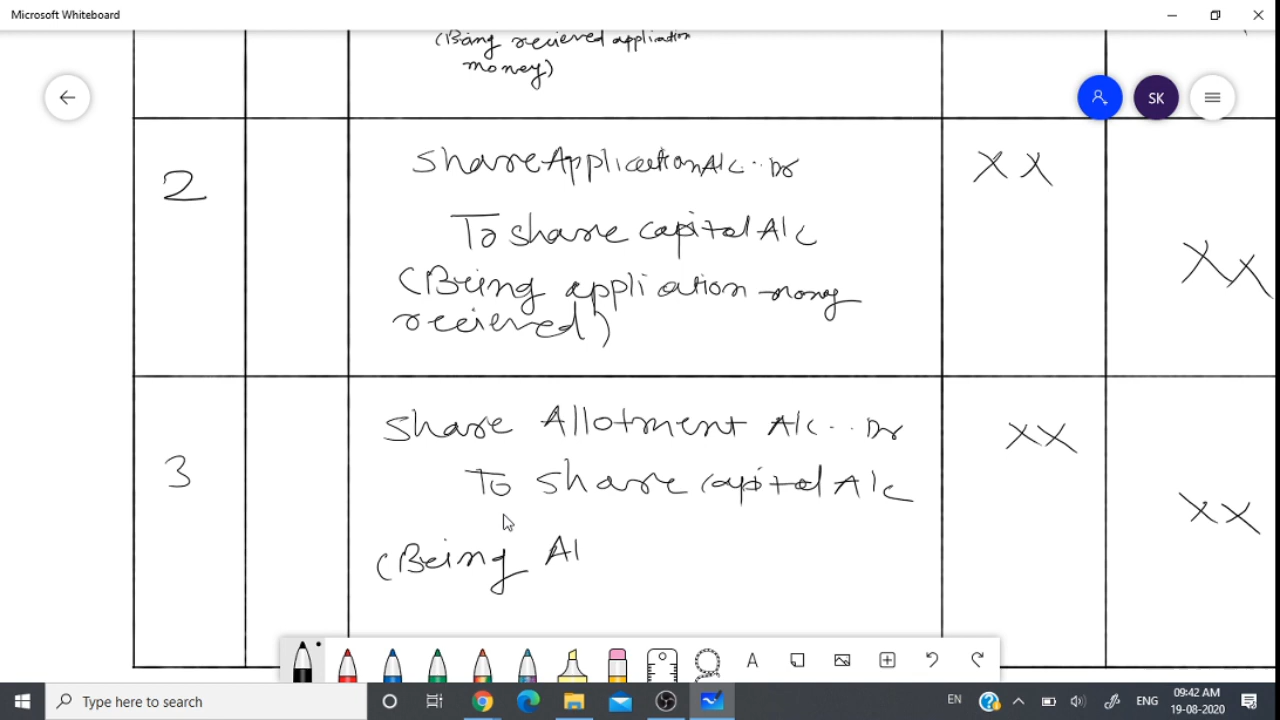 Microsoft Whiteboard
(Being recieved application
money)
SK
2
Share Application A/c .. Dr
XX
To share capital A/c
XX
(Being application money
recieved)
3
Share Allotment A/c .. Dr
XX
To share capital A/c
XX
(Being Al
A
Type here to search
EN
ENG
09:42 AM
19-08-2020